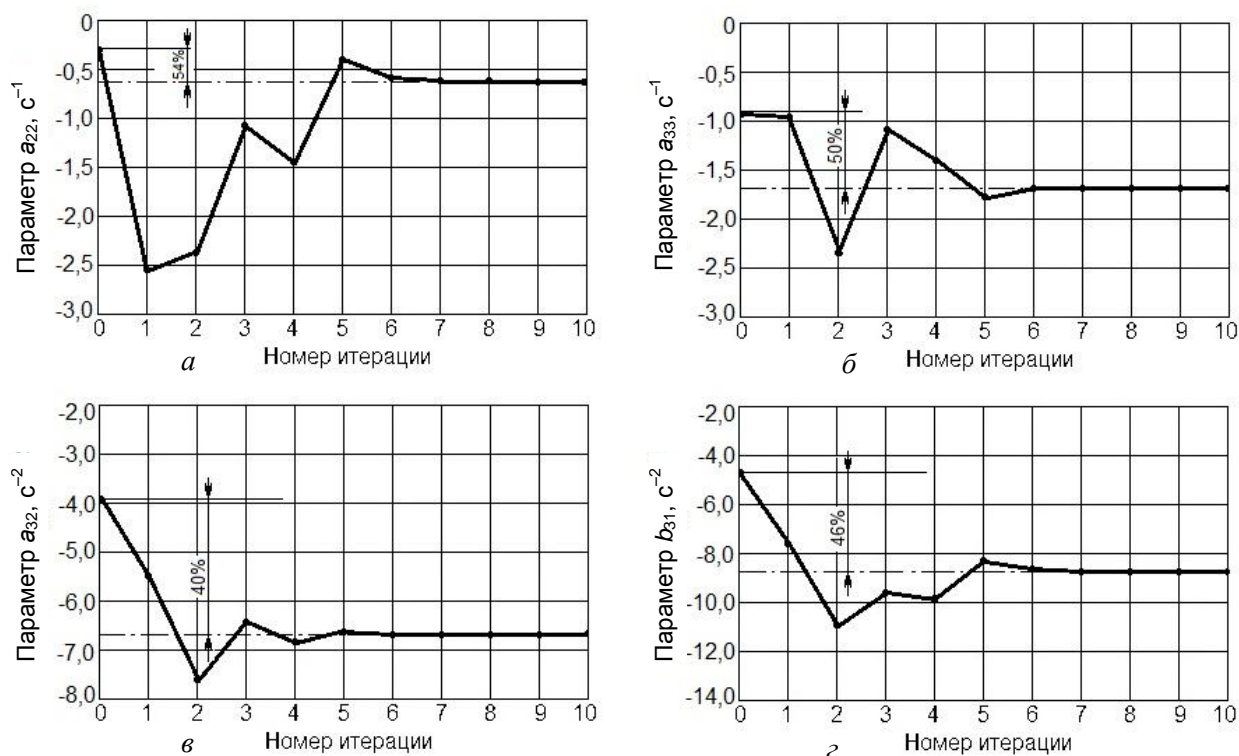 0
-0,5
-1,0
-1,5
-2,0
-2,5
-3,0
Параметр a₂₂, с⁻¹
54%
0 1 2 3 4 5 6 7 8 9 10
а Номер итерации
0
-0,5
-1,0
-1,5
-2,0
-2,5
-3,0
Параметр a₃₃, с⁻¹
50%
0 1 2 3 4 5 6 7 8 9 10
б Номер итерации
-2,0
-3,0
-4,0
-5,0
-6,0
-7,0
-8,0
Параметр a₃₂, с⁻²
40%
0 1 2 3 4 5 6 7 8 9 10
в Номер итерации
-2,0
-4,0
-6,0
-8,0
-10,0
-12,0
-14,0
Параметр b₃₁, с⁻²
46%
0 1 2 3 4 5 6 7 8 9 10
г Номер итерации